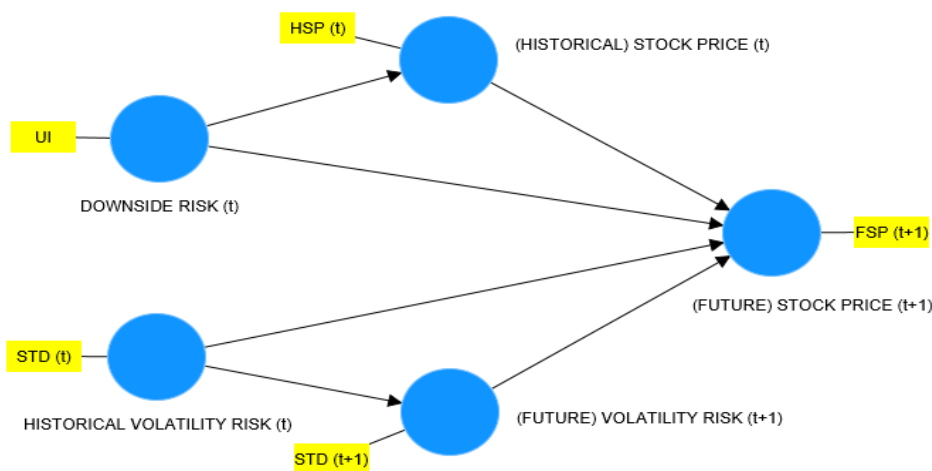 HSP (t)
(HISTORICAL) STOCK PRICE (t)
UI
DOWNSIDE RISK (t)
FSP (t+1)
(FUTURE) STOCK PRICE (t+1)
STD (t)
HISTORICAL VOLATILITY RISK (t)
(FUTURE) VOLATILITY RISK (t+1)
STD (t+1)